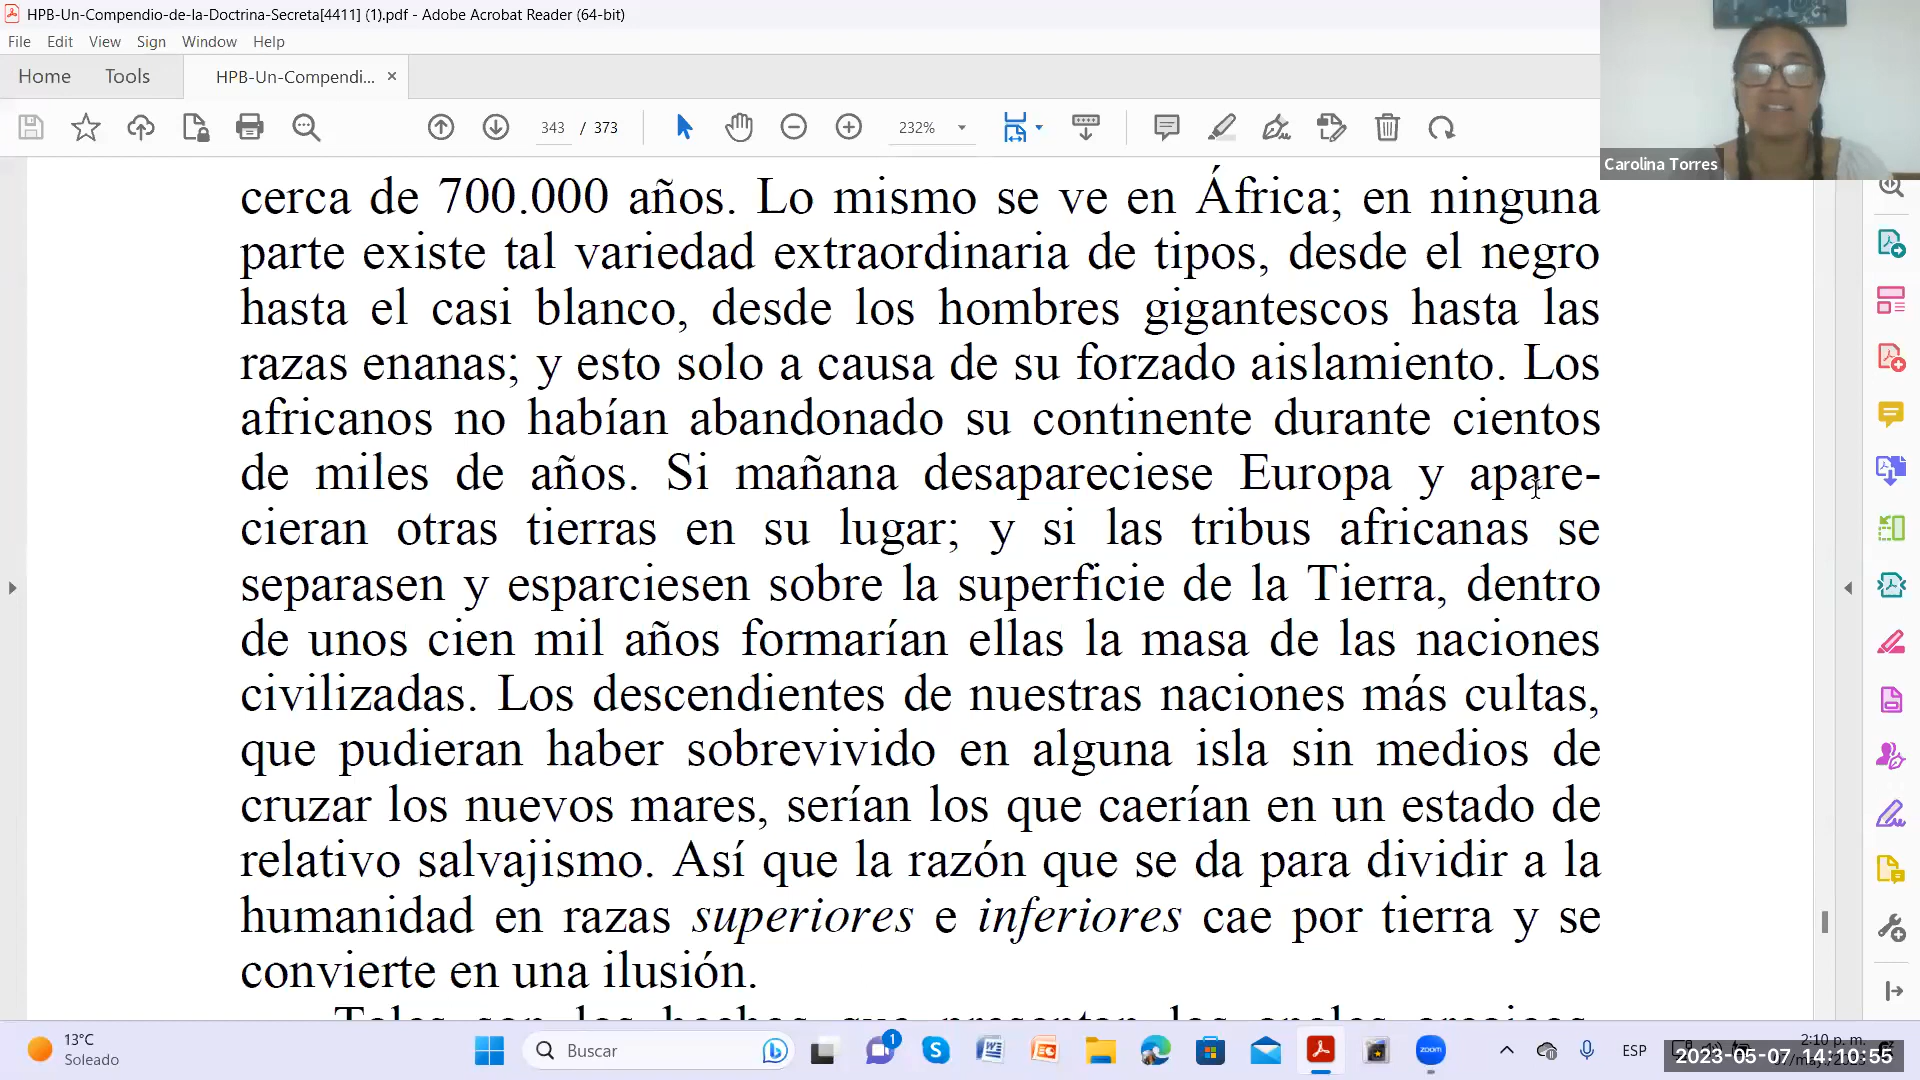 HPB-Un-Compendio-de-la-Doctrina-Secreta[4411] (1).pdf - Adobe Acrobat Reader (64-bit)
File Edit View Sign Window Help
Home Tools HPB-Un-Compendi... ×
343 / 373 232%
Carolina Torres
cerca de 700.000 años. Lo mismo se ve en África; en ninguna
parte existe tal variedad extraordinaria de tipos, desde el negro
hasta el casi blanco, desde los hombres gigantescos hasta las
razas enanas; y esto solo a causa de su forzado aislamiento. Los
africanos no habían abandonado su continente durante cientos
de miles de años. Si mañana desapareciese Europa y apare-
cieran otras tierras en su lugar; y si las tribus africanas se
separasen y esparciesen sobre la superficie de la Tierra, dentro
de unos cien mil años formarían ellas la masa de las naciones
civilizadas. Los descendientes de nuestras naciones más cultas,
que pudieran haber sobrevivido en alguna isla sin medios de
cruzar los nuevos mares, serían los que caerían en un estado de
relativo salvajismo. Así que la razón que se da para dividir a la
humanidad en razas superiores e inferiores cae por tierra y se
convierte en una ilusión.
13°C
Soleado
Buscar
1
zoom
ESP
2:10 p. m.
2023-05-07 14:10:55